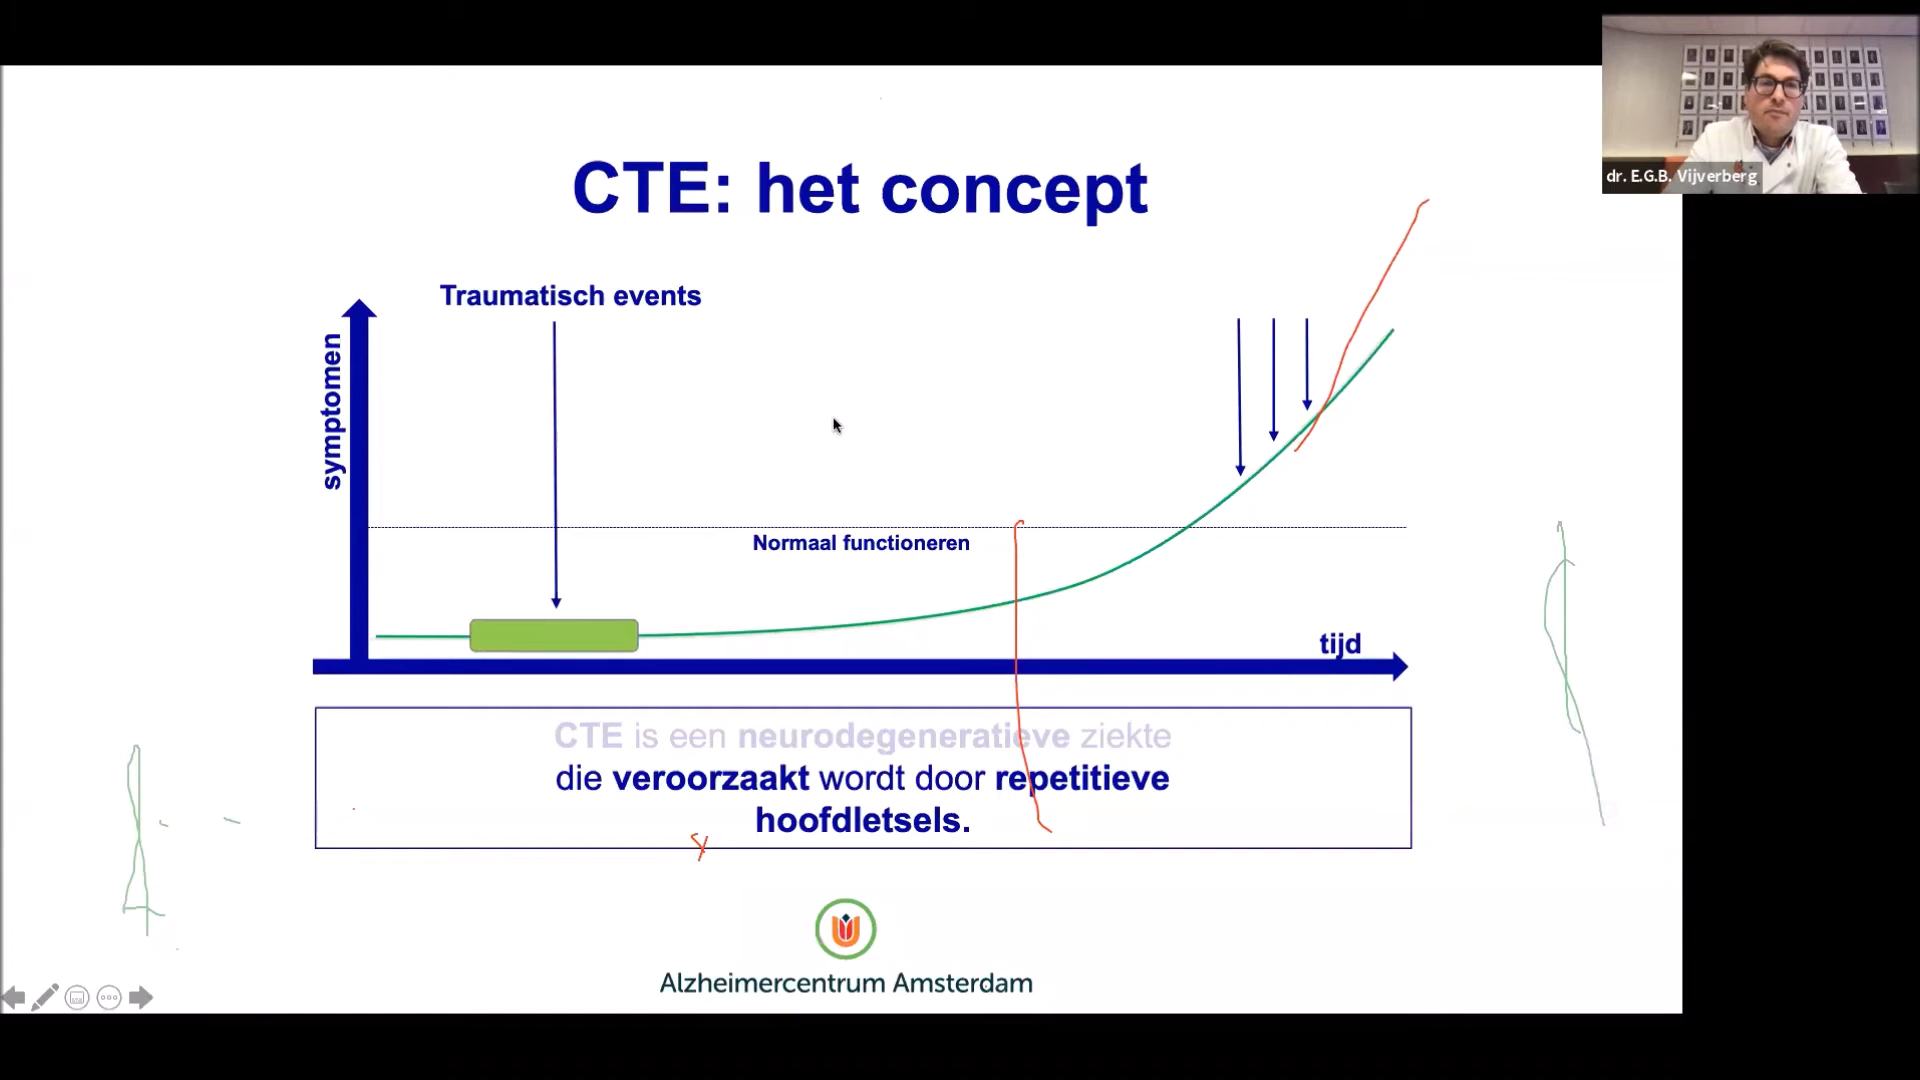 dr. E.G.B. Vijverberg
CTE: het concept
Traumatisch events
symptomen
Normaal functioneren
tijd
CTE is een neurodegeneratieve ziekte
die veroorzaakt wordt door repetitieve
hoofdletsels.
Alzheimercentrum Amsterdam